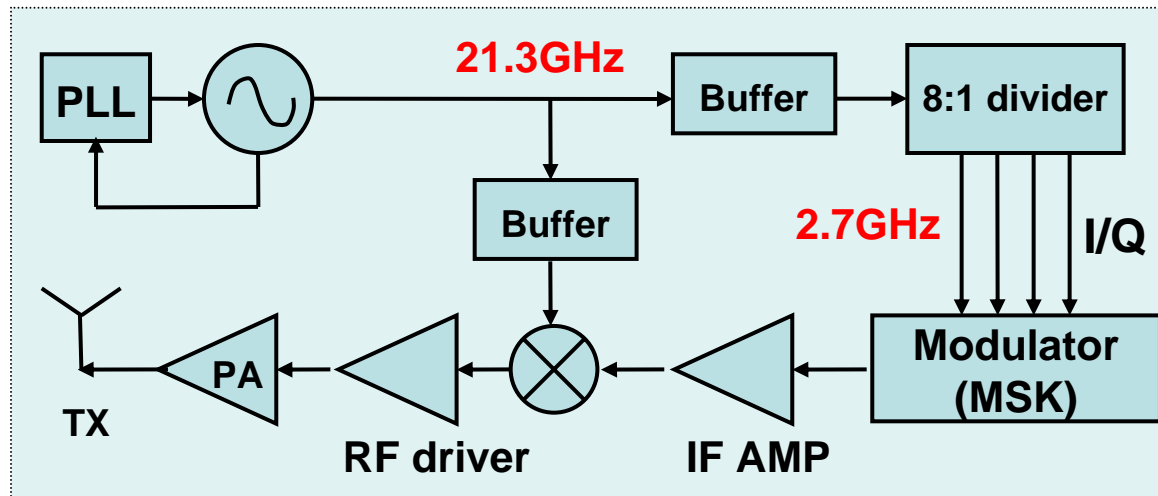 21.3GHz
PLL
Buffer
8:1 divider
Buffer
2.7GHz
I/Q
Modulator
(MSK)
PA
TX
RF driver
IF AMP